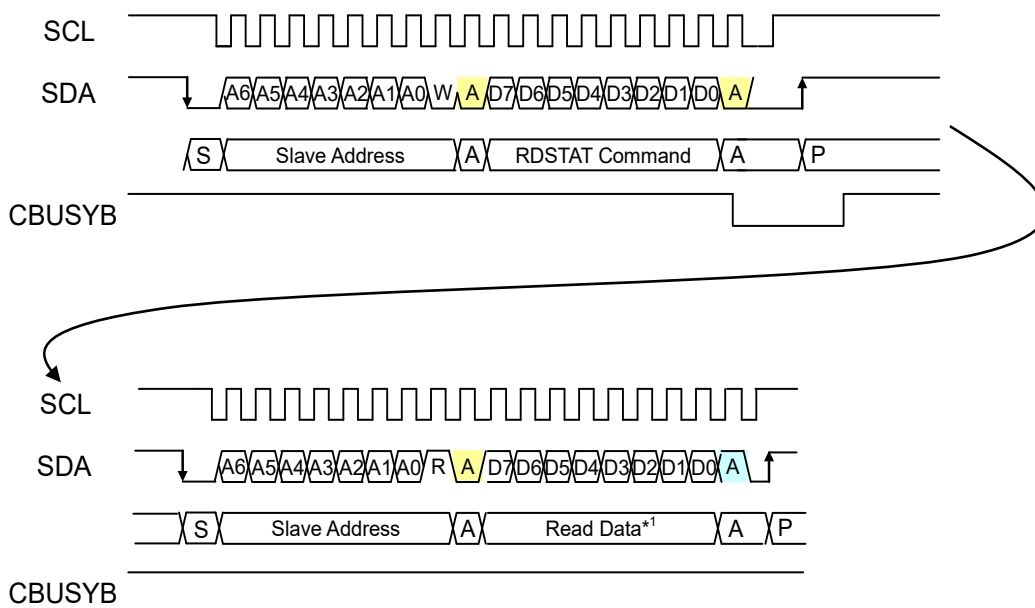 SCL
SDA A6 A5 A4 A3 A2 A1 A0 W A D7 D6 D5 D4 D3 D2 D1 D0 A
S Slave Address A RDSTAT Command A P
CBUSYB
SCL
SDA A6 A5 A4 A3 A2 A1 A0 R A D7 D6 D5 D4 D3 D2 D1 D0 A
S Slave Address A Read Data*1 A P
CBUSYB